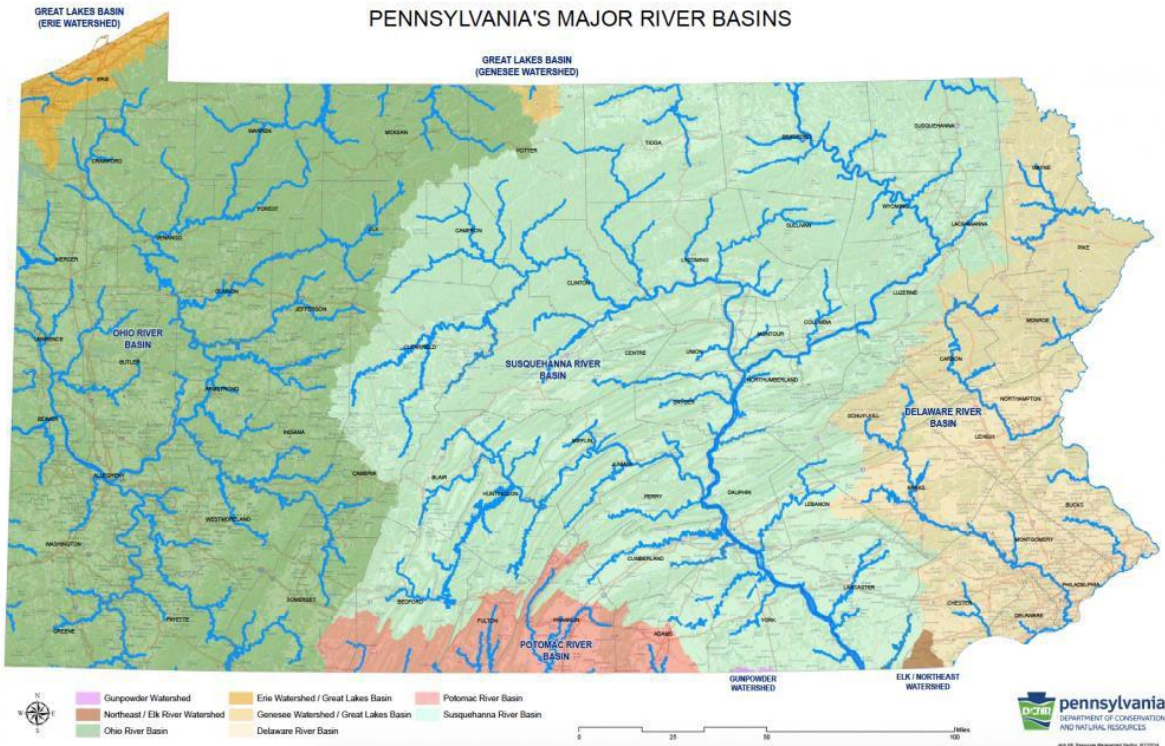 PENNSYLVANIA'S MAJOR RIVER BASINS
GREAT LAKES BASIN
(ERIE WATERSHED)
GREAT LAKES BASIN
(GENESEE WATERSHED)
ERIE
WARREN
MCKEAN
POTTER
TIOGA
BRADFORD
SUSQUEHANNA
CRAWFORD
WAYNE
FOREST
WYOMING
VENANGO
ELK
CAMERON
SULLIVAN
LACKAWANNA
PIKE
MERCER
LYCOMING
CLINTON
CLARION
LUZERNE
JEFFERSON
COLUMBIA
MONROE
OHIO RIVER
BASIN
LAWRENCE
MONTOUR
CLEARFIELD
CENTRE
UNION
CARBON
BUTLER
SUSQUEHANNA RIVER
BASIN
NORTHUMBERLAND
ARMSTRONG
SNYDER
NORTHAMPTON
DELAWARE RIVER
BASIN
BEAVER
SCHUYLKILL
INDIANA
LEHIGH
MIFFLIN
JUNIATA
CAMBRIA
ALLEGHENY
BLAIR
HUNTINGDON
PERRY
DAUPHIN
BERKS
LEBANON
BUCKS
WESTMORELAND
WASHINGTON
MONTGOMERY
CUMBERLAND
PHILADELPHIA
LANCASTER
SOMERSET
BEDFORD
CHESTER
DELAWARE
GREENE
FAYETTE
FULTON
FRANKLIN
YORK
ADAMS
POTOMAC RIVER
BASIN
GUNPOWDER
WATERSHED
ELK / NORTHEAST
WATERSHED
N
W
E
S
Gunpowder Watershed
Northeast / Elk River Watershed
Ohio River Basin
Erie Watershed / Great Lakes Basin
Genesee Watershed / Great Lakes Basin
Delaware River Basin
Potomac River Basin
Susquehanna River Basin
0
25
50
100
Miles
DCNR
pennsylvania
DEPARTMENT OF CONSERVATION
AND NATURAL RESOURCES